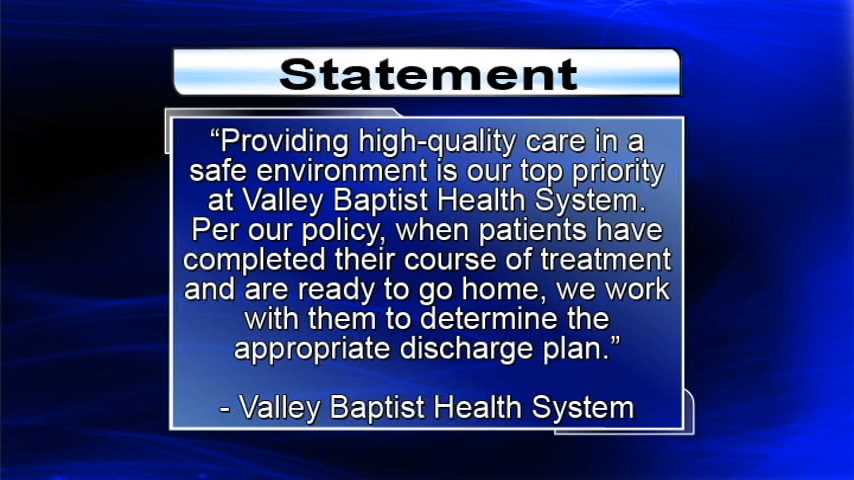 Statement
“Providing high-quality care in a
safe environment is our top priority
at Valley Baptist Health System.
Per our policy, when patients have
completed their course of treatment
and are ready to go home, we work
with them to determine the
appropriate discharge plan.”
- Valley Baptist Health System